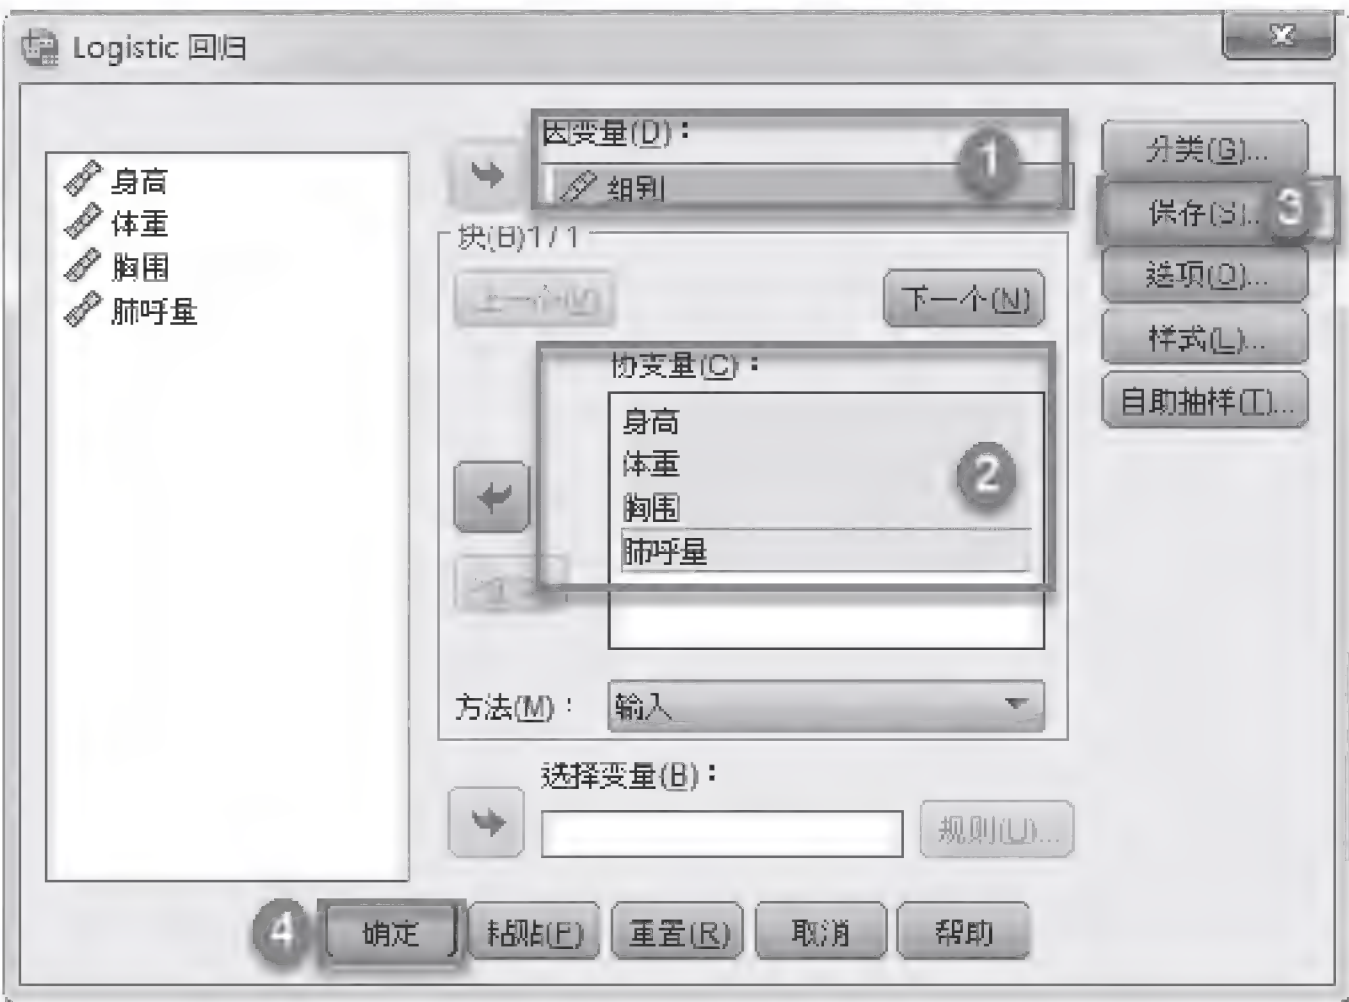 Logistic 回归
身高
体重
胸围
肺呼量
因变量(D)：
组别
1
块(B)1/1
上一个(V)
下一个(N)
协变量(C)：
身高
体重
胸围
肺呼量
2
方法(M)：
输入
选择变量(B)：
规则(U)...
分类(G)...
保存(S)...
3
选项(O)...
样式(L)...
自助抽样(T)...
4
确定
粘贴(P)
重置(R)
取消
帮助